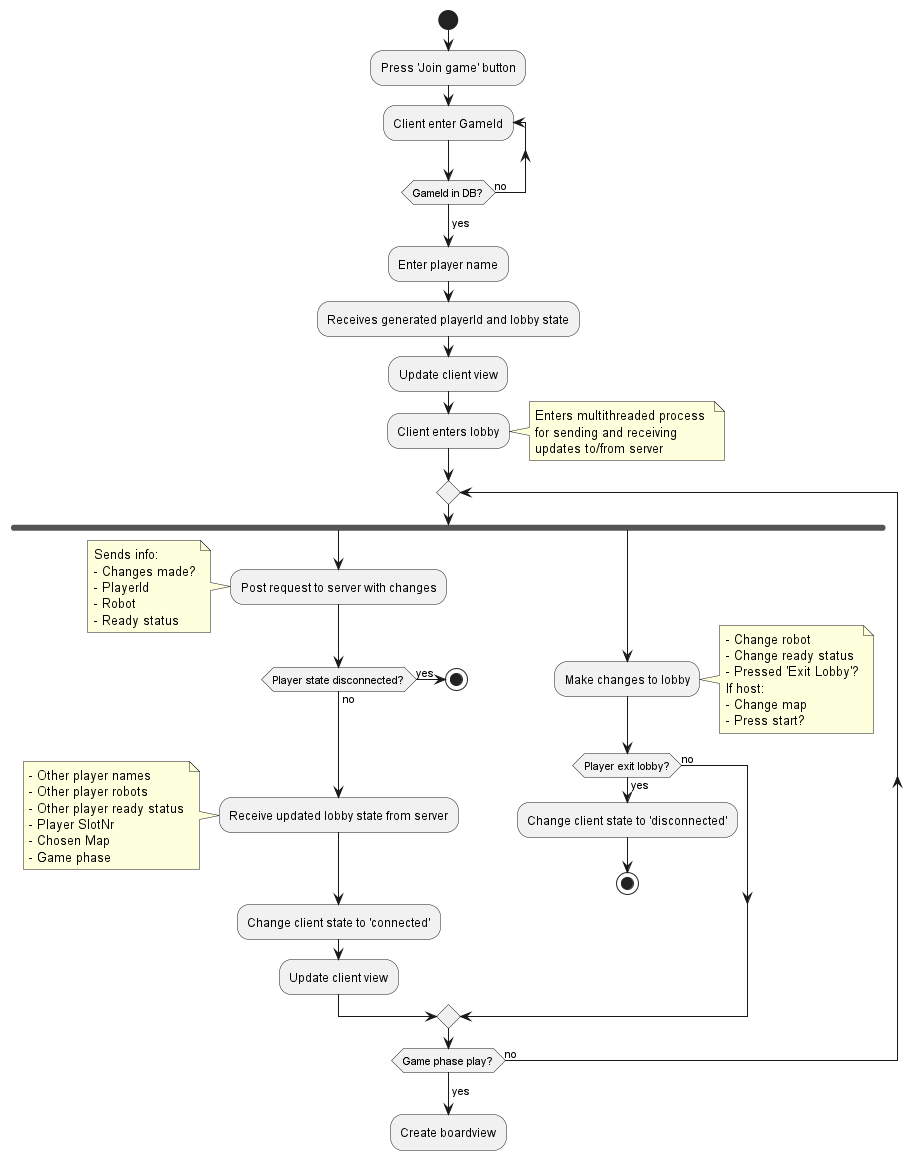 Press 'Join game' button
Client enter GameId
GameId in DB?
no
yes
Enter player name
Receives generated playerId and lobby state
Update client view
Client enters lobby
Enters multithreaded process
for sending and receiving
updates to/from server
Sends info:
- Changes made?
- PlayerId
- Robot
- Ready status
Post request to server with changes
Player state disconnected?
yes
no
- Other player names
- Other player robots
- Other player ready status
- Player SlotNr
- Chosen Map
- Game phase
Receive updated lobby state from server
Change client state to 'connected'
Update client view
Make changes to lobby
- Change robot
- Change ready status
- Pressed 'Exit Lobby'?
If host:
- Change map
- Press start?
Player exit lobby?
no
yes
Change client state to 'disconnected'
Game phase play?
no
yes
Create boardview